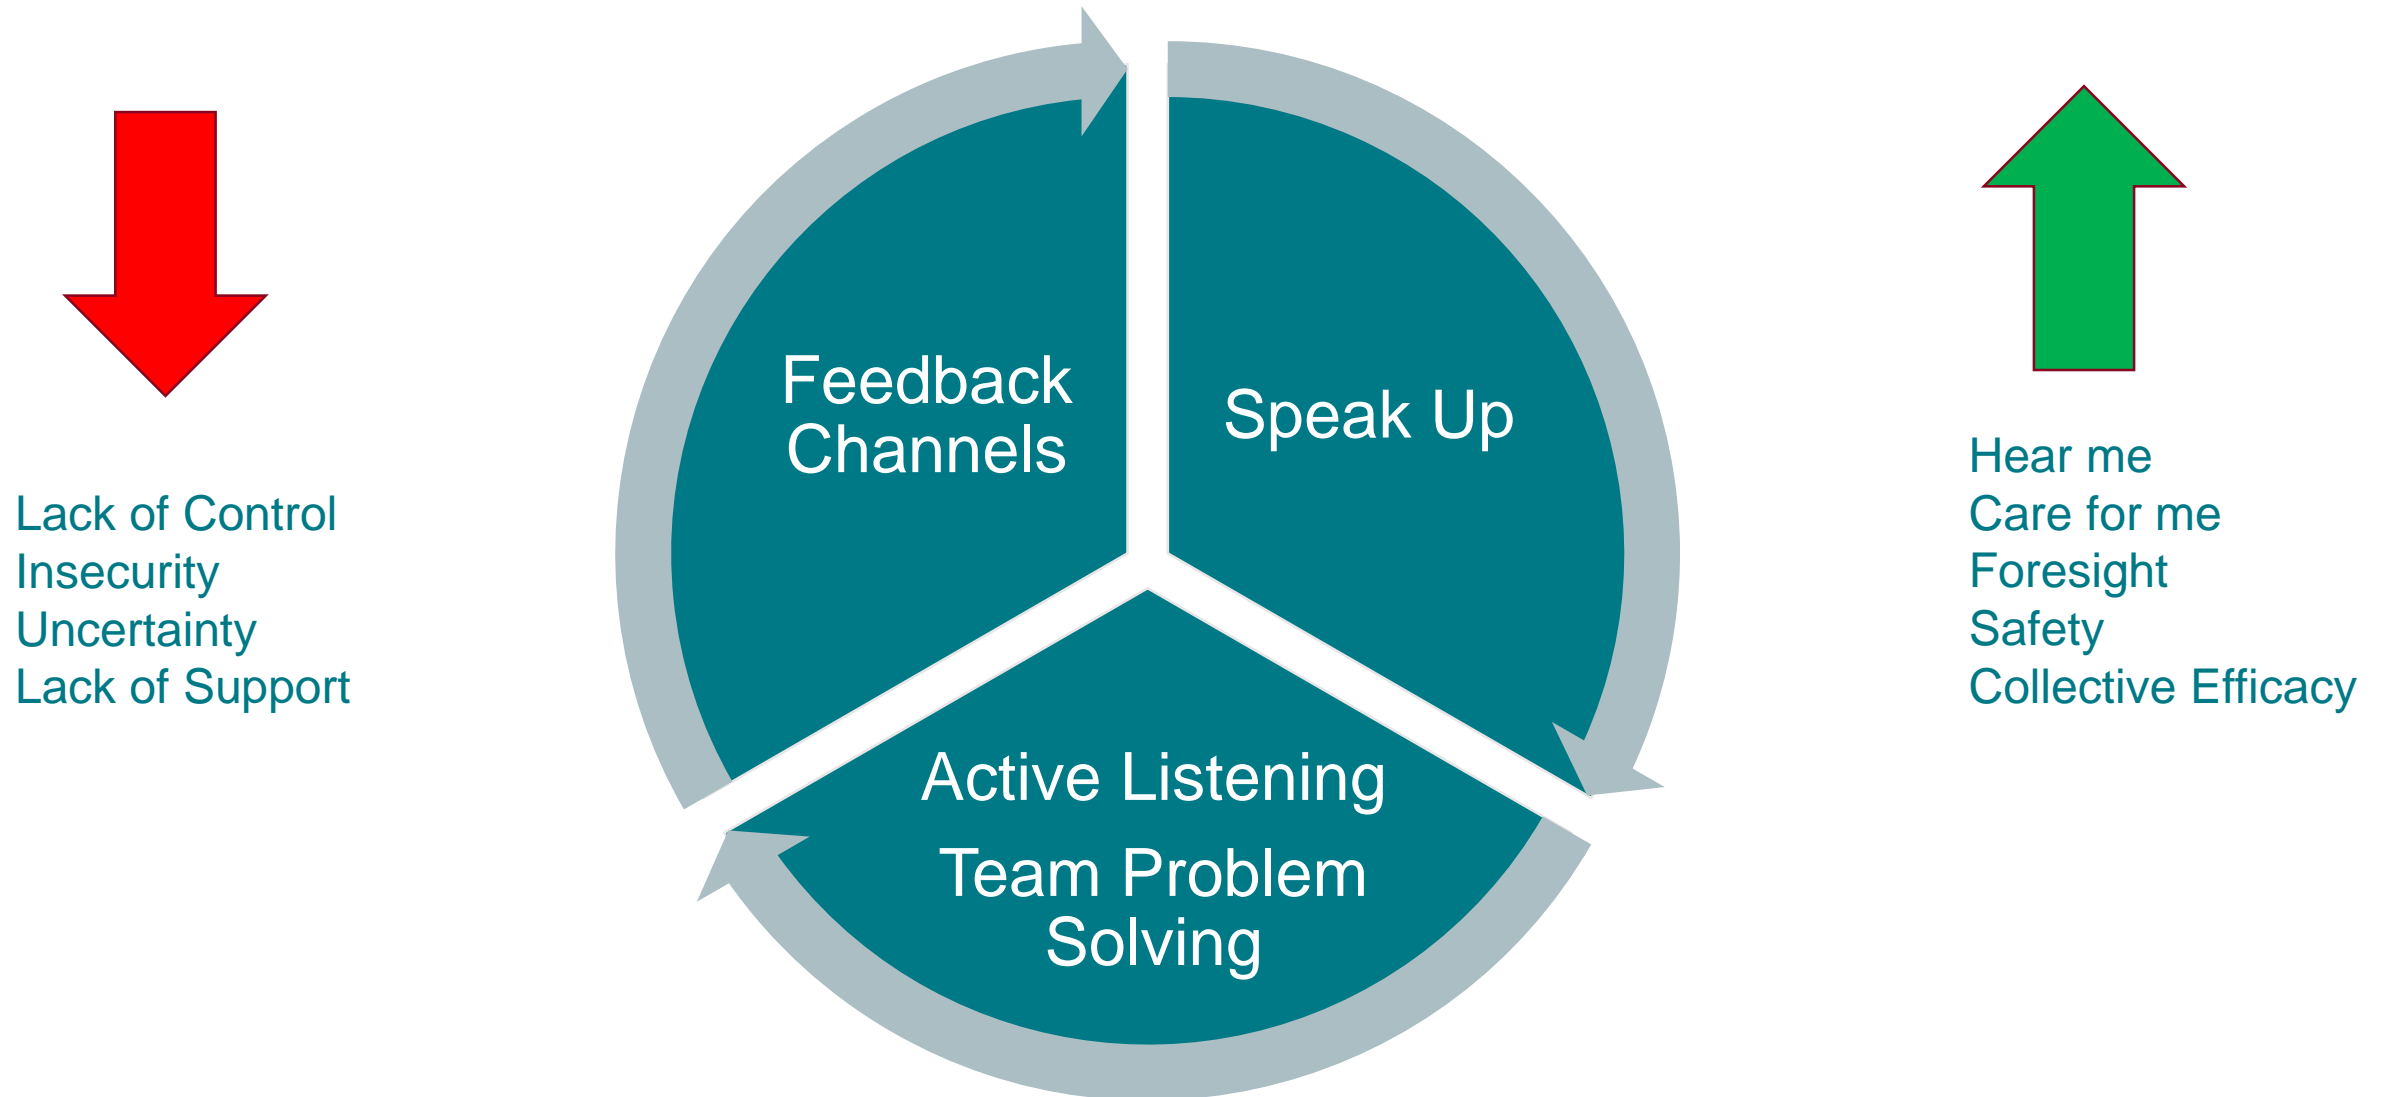 Lack of Control
Insecurity
Uncertainty
Lack of Support
Feedback
Channels
Speak Up
Active Listening
Team Problem
Solving
Hear me
Care for me
Foresight
Safety
Collective Efficacy